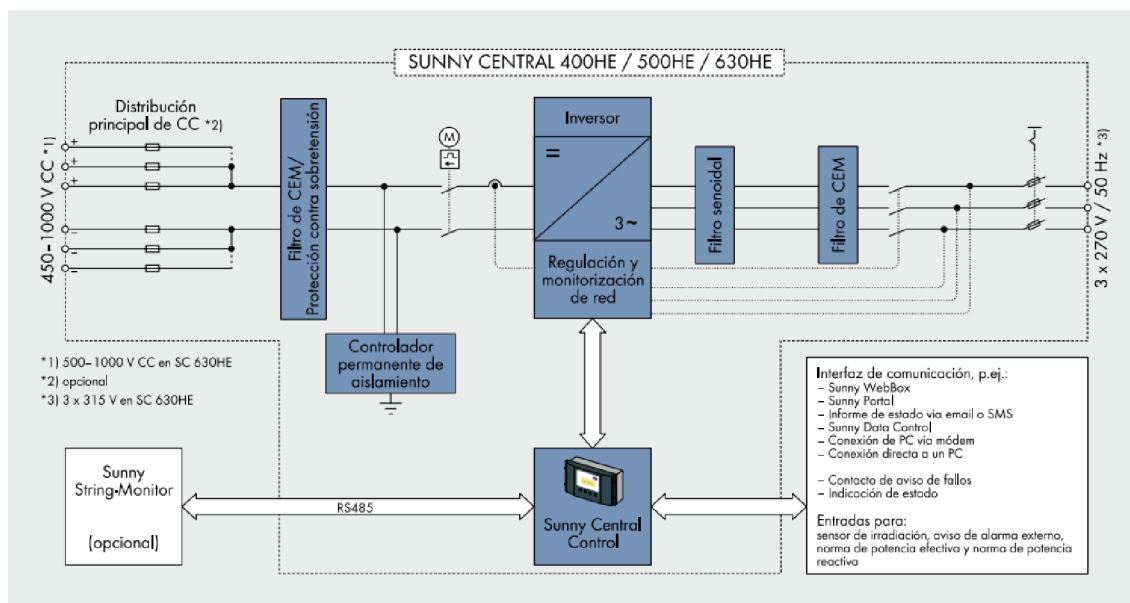 SUNNY CENTRAL 400HE / 500HE / 630HE
Distribución
principal de CC *2)
450–1000 V CC *1)
+
+
+
–
–
–
Filtro de CEM/
Protección contra sobretensión
M
Inversor
=
3~
Regulación y
monitorización
de red
Filtro senoidal
Filtro de CEM
3 x 270 V / 50 Hz *3)
Controlador
permanente de
aislamiento
*1) 500–1000 V CC en SC 630HE
*2) opcional
*3) 3 x 315 V en SC 630HE
Sunny
String-Monitor
(opcional)
RS485
Sunny Central
Control
Interfaz de comunicación, p.ej.:
– Sunny WebBox
– Sunny Portal
– Informe de estado via email o SMS
– Sunny Data Control
– Conexión de PC via módem
– Conexión directa a un PC
– Contacto de aviso de fallos
– Indicación de estado
Entradas para:
sensor de irradiación, aviso de alarma externo,
norma de potencia efectiva y norma de potencia
reactiva